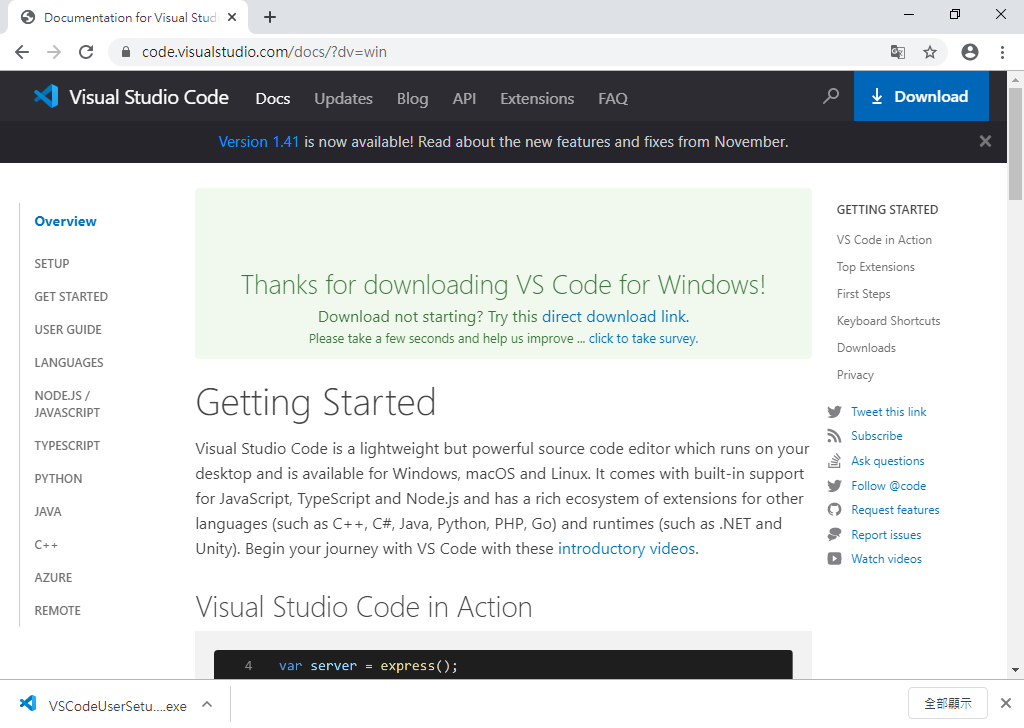 Documentation for Visual Stud
code.visualstudio.com/docs/?dv=win
Visual Studio Code Docs Updates Blog API Extensions FAQ Download
Version 1.41 is now available! Read about the new features and fixes from November.
Overview
SETUP
GET STARTED
USER GUIDE
LANGUAGES
NODE.JS /
JAVASCRIPT
TYPESCRIPT
PYTHON
JAVA
C++
AZURE
REMOTE
Thanks for downloading VS Code for Windows!
Download not starting? Try this direct download link.
Please take a few seconds and help us improve ... click to take survey.
Getting Started
Visual Studio Code is a lightweight but powerful source code editor which runs on your
desktop and is available for Windows, macOS and Linux. It comes with built-in support
for JavaScript, TypeScript and Node.js and has a rich ecosystem of extensions for other
languages (such as C++, C#, Java, Python, PHP, Go) and runtimes (such as .NET and
Unity). Begin your journey with VS Code with these introductory videos.
Visual Studio Code in Action
4 var server = express();
GETTING STARTED
VS Code in Action
Top Extensions
First Steps
Keyboard Shortcuts
Downloads
Privacy
Tweet this link
Subscribe
Ask questions
Follow @code
Request features
Report issues
Watch videos
VSCodeUserSetu....exe
全部顯示